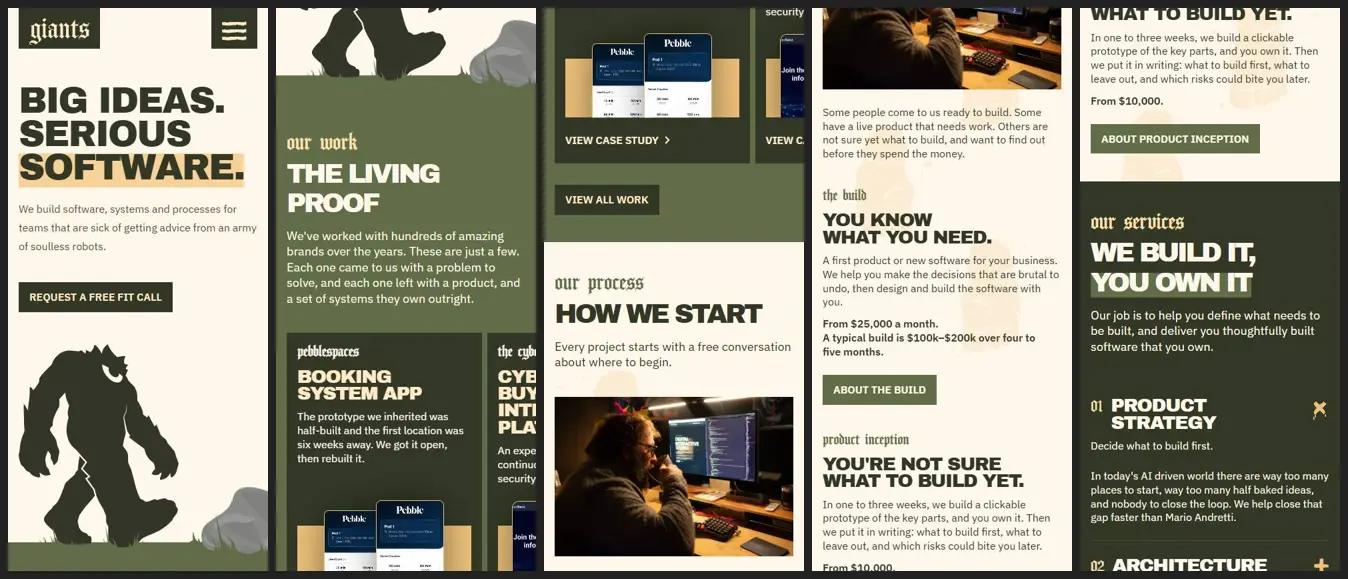 giants
BIG IDEAS.
SERIOUS
SOFTWARE.
We build software, systems and processes for
teams that are sick of getting advice from an army
of soulless robots.
REQUEST A FREE FIT CALL
our work
THE LIVING
PROOF
We've worked with hundreds of amazing
brands over the years. These are just a few.
Each one came to us with a problem to
solve, and each one left with a product, and
a set of systems they own outright.
pebblespaces
BOOKING
SYSTEM APP
The prototype we inherited was
half-built and the first location was
six weeks away. We got it open,
then rebuilt it.
Pebble
Pebble
Pod 1
the cyb
CYB
BUY
INT
PLA
An expe
continu
security
security
Pebble
Pebble
Pod 1
Pod 1
VIEW CASE STUDY
Join the
info
VIEW C
VIEW ALL WORK
our process
HOW WE START
Every project starts with a free conversation
about where to begin.
Some people come to us ready to build. Some
have a live product that needs work. Others are
not sure yet what to build, and want to find out
before they spend the money.
the build
YOU KNOW
WHAT YOU NEED.
A first product or new software for your business.
We help you make the decisions that are brutal to
undo, then design and build the software with
you.
From $25,000 a month.
A typical build is $100k–$200k over four to
five months.
ABOUT THE BUILD
product inception
YOU'RE NOT SURE
WHAT TO BUILD YET.
In one to three weeks, we build a clickable
prototype of the key parts, and you own it. Then
we put it in writing: what to build first, what to
leave out, and which risks could bite you later.
From $10,000.
WHAT TO BUILD YET.
In one to three weeks, we build a clickable
prototype of the key parts, and you own it. Then
we put it in writing: what to build first, what to
leave out, and which risks could bite you later.
From $10,000.
ABOUT PRODUCT INCEPTION
our services
WE BUILD IT,
YOU OWN IT
Our job is to help you define what needs to
be built, and deliver you thoughtfully built
software that you own.
01 PRODUCT
STRATEGY
Decide what to build first.
In today's AI driven world there are way too many
places to start, way too many half baked ideas,
and nobody to close the loop. We help close that
gap faster than Mario Andretti.
02 ARCHITECTURE